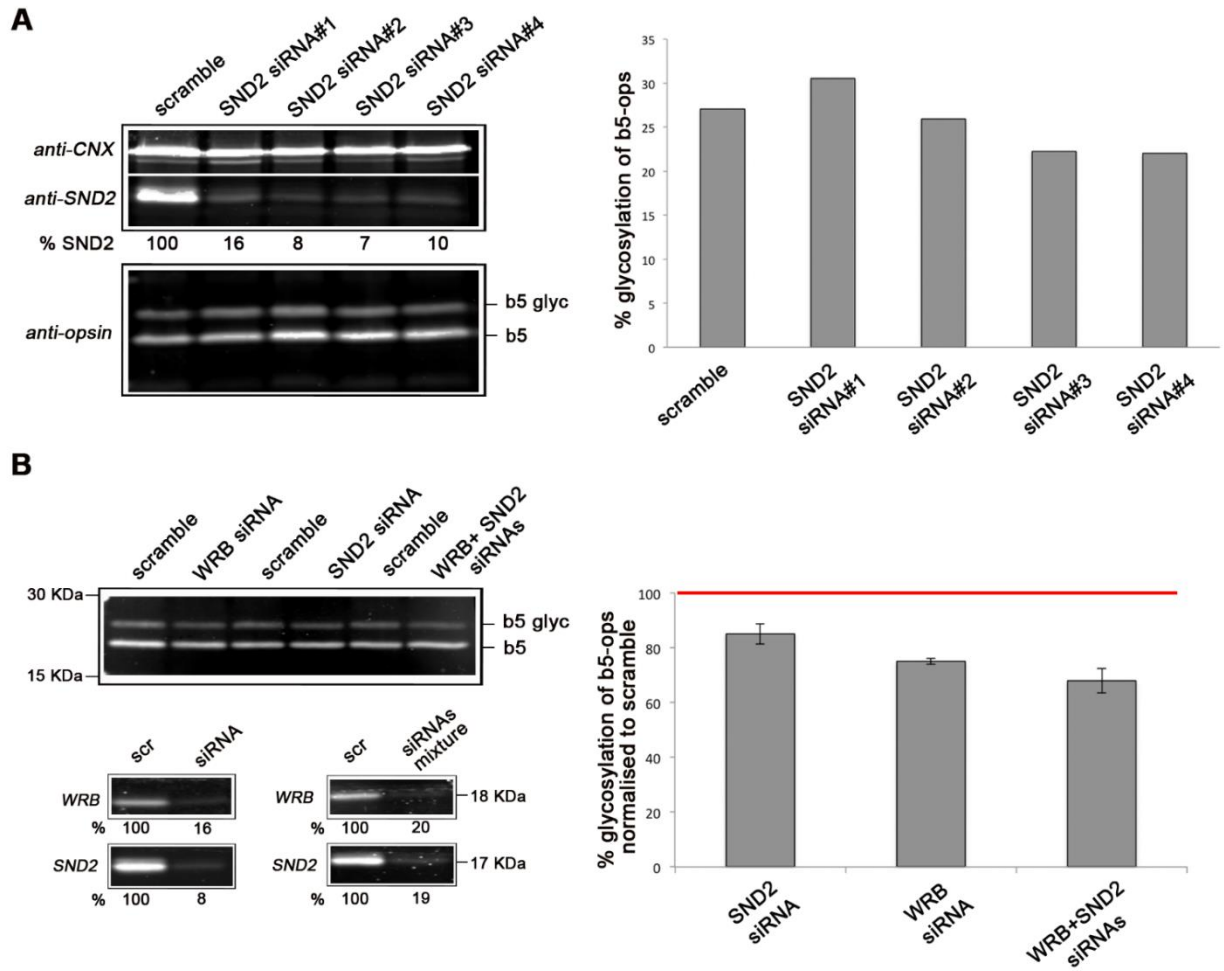 A
scramble
SND2 siRNA#1
SND2 siRNA#2
SND2 siRNA#3
SND2 siRNA#4
anti-CNX
anti-SND2
% SND2 100 16 8 7 10
anti-opsin
b5 glyc
b5
% glycosylation of b5-ops
35
30
25
20
15
10
5
0
scramble
SND2
siRNA#1
SND2
siRNA#2
SND2
siRNA#3
SND2
siRNA#4
B
scramble
WRB siRNA
scramble
SND2 siRNA
scramble
WRB+ SND2
siRNAs
30 KDa
15 KDa
b5 glyc
b5
scr
siRNA
WRB
% 100 16
SND2
% 100 8
scr
siRNAs
mixture
WRB
18 KDa
% 100 20
SND2
17 KDa
% 100 19
% glycosylation of b5-ops
normalised to scramble
100
80
60
40
20
0
SND2
siRNA
WRB
siRNA
WRB+SND2
siRNAs